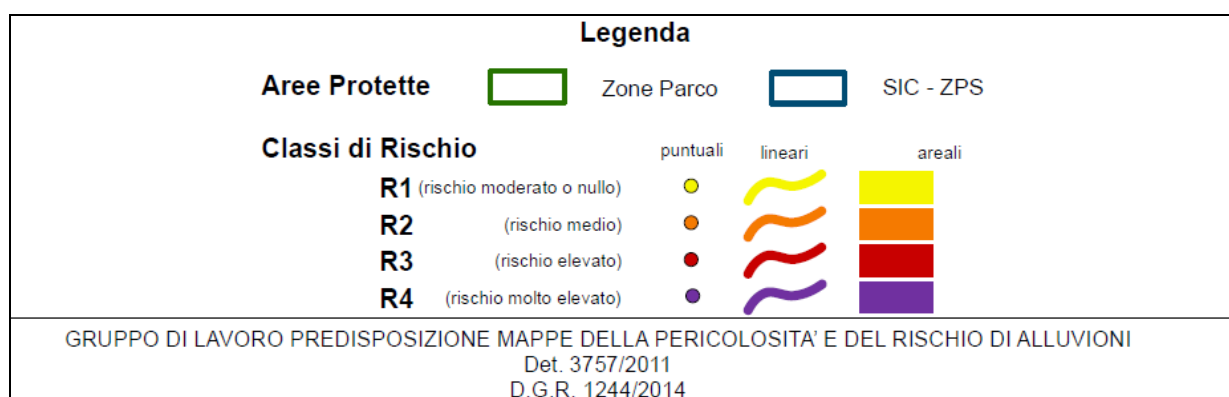 Legenda
Aree Protette Zone Parco SIC - ZPS
Classi di Rischio puntuali lineari areali
R1 (rischio moderato o nullo)
R2 (rischio medio)
R3 (rischio elevato)
R4 (rischio molto elevato)
GRUPPO DI LAVORO PREDISPOSIZIONE MAPPE DELLA PERICOLOSITA' E DEL RISCHIO DI ALLUVIONI
Det. 3757/2011
D.G.R. 1244/2014